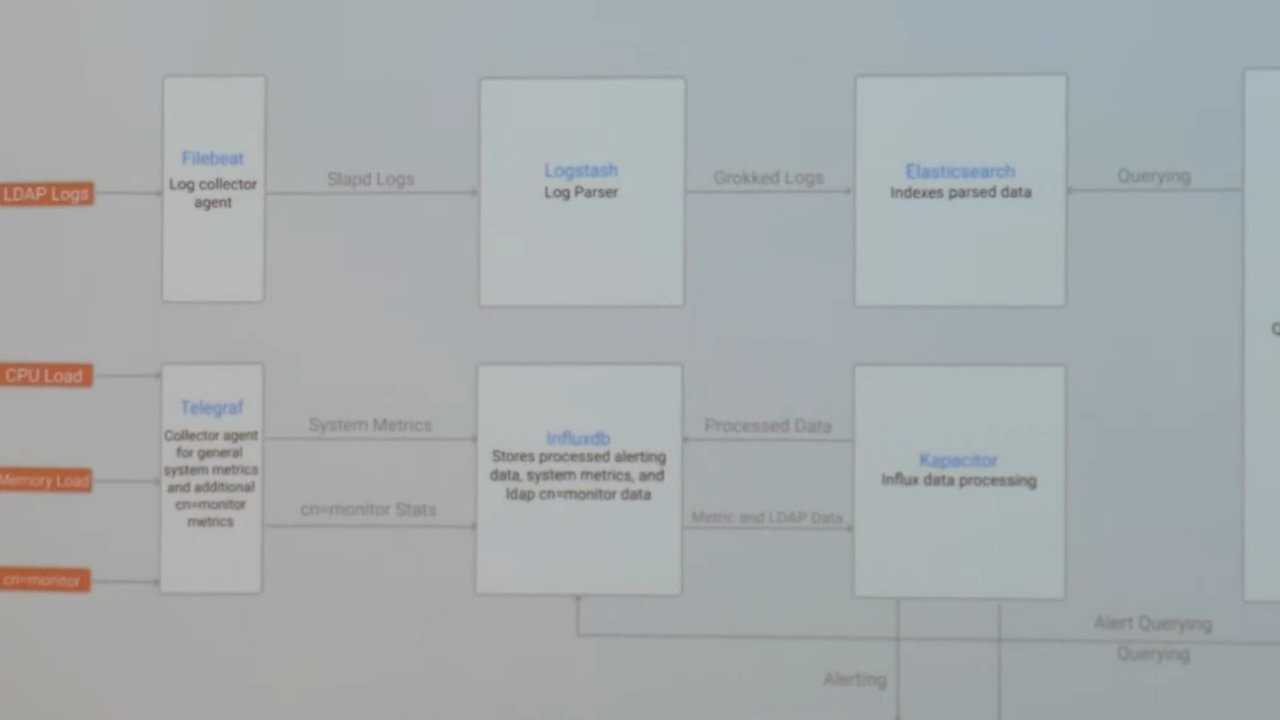 LDAP Logs
Filebeat
Log collector
agent
Slapd Logs
Logstash
Log Parser
Grokked Logs
Elasticsearch
Indexes parsed data
Querying
CPU Load
Memory Load
cn=monitor
Telegraf
Collector agent
for general
system metrics
and additional
cn=monitor
metrics
System Metrics
cn=monitor Stats
Influxdb
Stores processed alerting
data, system metrics, and
ldap cn=monitor data
Processed Data
Metric and LDAP Data
Kapacitor
Influx data processing
Alert Querying
Querying
Alerting